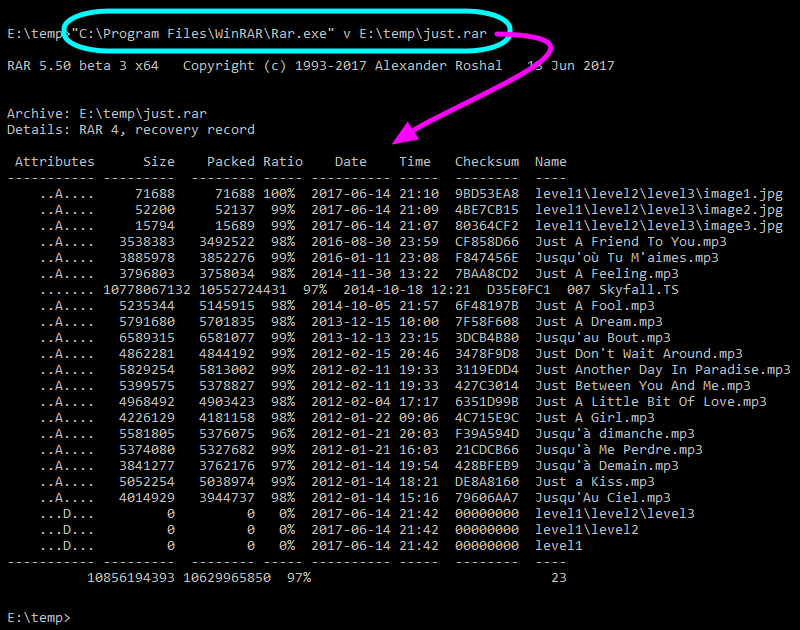 E:\temp>"C:\Program Files\WinRAR\Rar.exe" v E:\temp\just.rar
RAR 5.50 beta 3 x64   Copyright (c) 1993-2017 Alexander Roshal   13 Jun 2017
Archive: E:\temp\just.rar
Details: RAR 4, recovery record
 Attributes      Size    Packed Ratio    Date    Time   Checksum  Name
----------- ---------  -------- ----- ---------- -----  --------  ----
    ..A....     71688     71688 100%  2017-06-14 21:10  9BD53EA8  level1\level2\level3\image1.jpg
    ..A....     52200     52137  99%  2017-06-14 21:09  4BE7CB15  level1\level2\level3\image2.jpg
    ..A....     15794     15689  99%  2017-06-14 21:07  80364CF2  level1\level2\level3\image3.jpg
    ..A....   3538383   3492522  98%  2016-08-30 23:59  CF858D66  Just A Friend To You.mp3
    ..A....   3885978   3852276  99%  2016-01-11 23:08  F847456E  Jusqu'où Tu M'aimes.mp3
    ..A....   3796803   3758034  98%  2014-11-30 13:22  7BAA8CD2  Just A Feeling.mp3
    ....... 10778067132 10552724431  97%  2014-10-18 12:21  D35E0FC1  007 Skyfall.TS
    ..A....   5235344   5145915  98%  2014-10-05 21:57  6F48197B  Just A Fool.mp3
    ..A....   5791680   5701835  98%  2013-12-15 10:00  7F58F608  Just A Dream.mp3
    ..A....   6589315   6581077  99%  2013-12-13 23:15  3DCB4B80  Jusqu'au Bout.mp3
    ..A....   4862281   4844192  99%  2012-02-15 20:46  3478F9D8  Just Don't Wait Around.mp3
    ..A....   5829254   5813002  99%  2012-02-11 19:33  3119EDD4  Just Another Day In Paradise.mp3
    ..A....   5399575   5378827  99%  2012-02-11 19:33  427C3014  Just Between You And Me.mp3
    ..A....   4968492   4903423  98%  2012-02-04 17:17  6351D99B  Just A Little Bit Of Love.mp3
    ..A....   4226129   4181158  98%  2012-01-22 09:06  4C715E9C  Just A Girl.mp3
    ..A....   5581805   5376075  96%  2012-01-21 20:03  F39A594D  Jusqu'à dimanche.mp3
    ..A....   5374080   5327682  99%  2012-01-21 16:03  21CDCB66  Jusqu'à Me Perdre.mp3
    ..A....   3841277   3762176  97%  2012-01-14 19:54  428BFEB9  Jusqu'à Demain.mp3
    ..A....   5052254   5038974  99%  2012-01-14 18:21  DE8A8160  Just a Kiss.mp3
    ..A....   4014929   3944737  98%  2012-01-14 15:16  79606AA7  Jusqu'Au Ciel.mp3
    ...D...         0         0   0%  2017-06-14 21:42  00000000  level1\level2\level3
    ...D...         0         0   0%  2017-06-14 21:42  00000000  level1\level2
    ...D...         0         0   0%  2017-06-14 21:42  00000000  level1
----------- ---------  -------- ----- ---------- -----  --------  ----
          10856194393 10629965850  97%                              23
E:\temp>